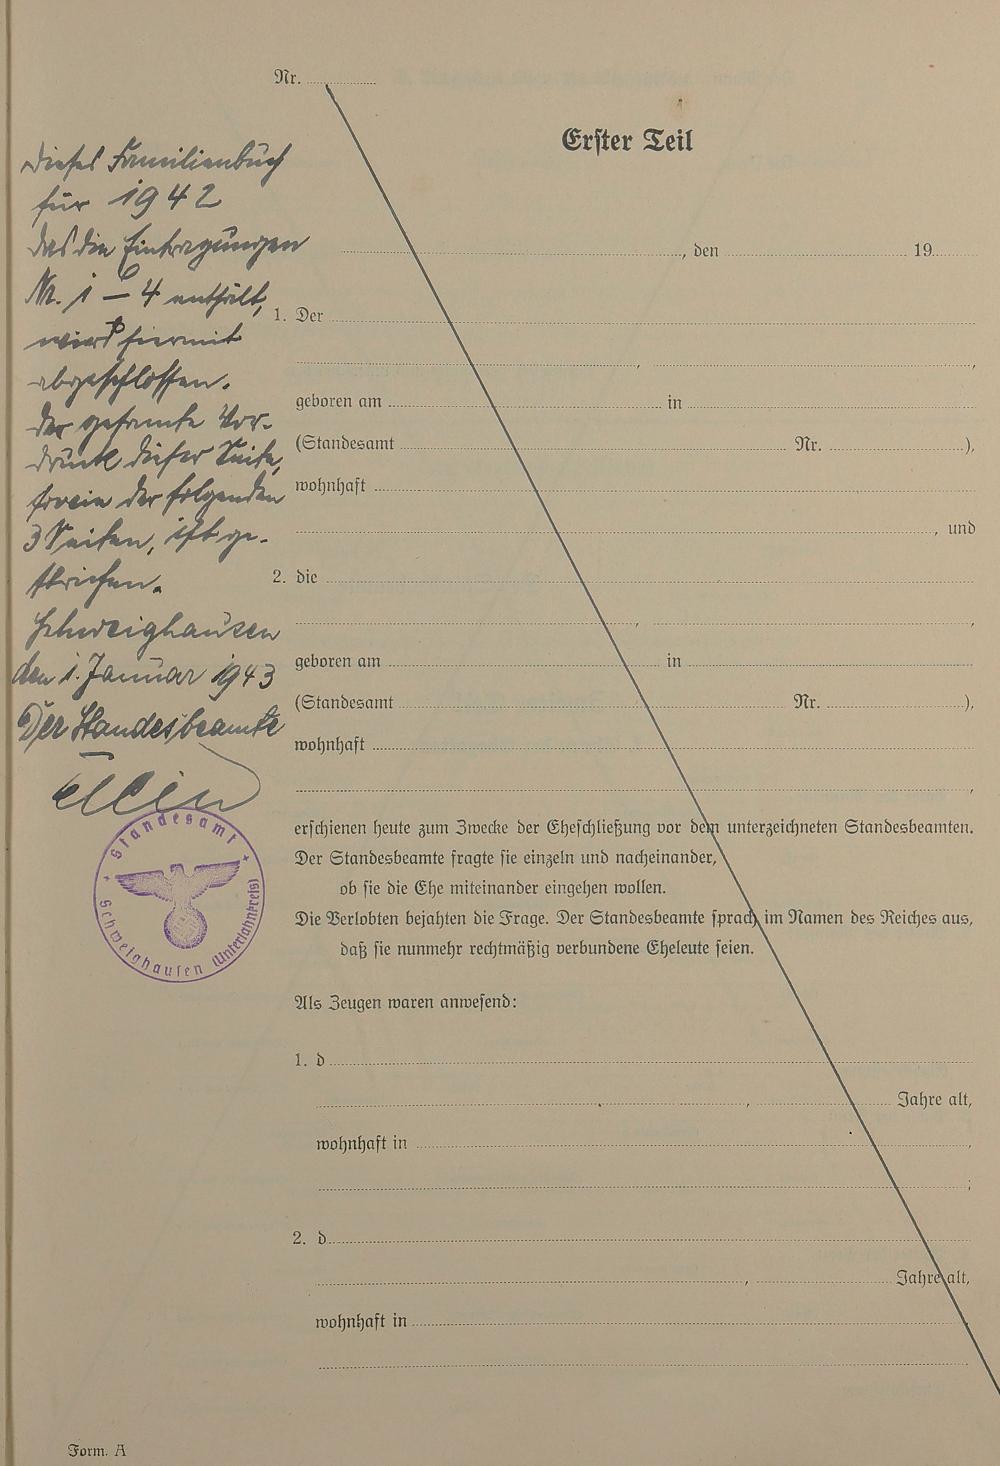 Nr.
Erster Teil
Dieses Familienbuch
für 1942
das die Eintragungen
Nr. 1 – 4 enthält,
wird hiermit
abgeschlossen.
Der gesamte Vor-
druck dieser Seite,
sowie der folgenden
3 Seiten, ist ge-
strichen.
Schweighausen
den 1. Januar 1943
Der Standesbeamte
Standesamt
Schweighausen (Unterlahnkreis)
, den 19
1. Der
, ,
geboren am in
(Standesamt Nr. ),
wohnhaft
, und
2. die
, ,
geboren am in
(Standesamt Nr. ),
wohnhaft
,
erschienen heute zum Zwecke der Eheschließung vor dem unterzeichneten Standesbeamten.
Der Standesbeamte fragte sie einzeln und nacheinander,
ob sie die Ehe miteinander eingehen wollen.
Die Verlobten bejahten die Frage. Der Standesbeamte sprach im Namen des Reiches aus,
daß sie nunmehr rechtmäßig verbundene Eheleute seien.
Als Zeugen waren anwesend:
1. d
, Jahre alt,
wohnhaft in ,
;
2. d
, Jahre alt,
wohnhaft in ,
Form. A